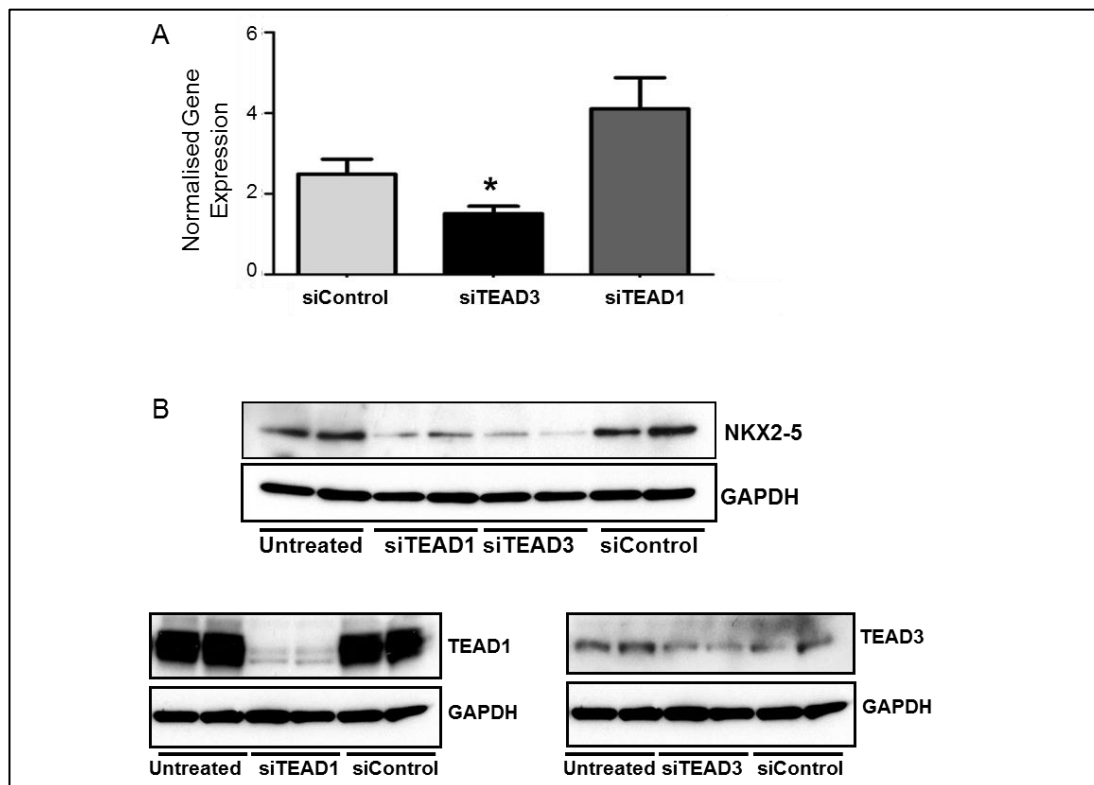 A
Normalised Gene
Expression
6
4
2
0
*
siControl siTEAD3 siTEAD1
B
NKX2-5
GAPDH
Untreated siTEAD1 siTEAD3 siControl
TEAD1
GAPDH
Untreated siTEAD1 siControl
TEAD3
GAPDH
Untreated siTEAD3 siControl